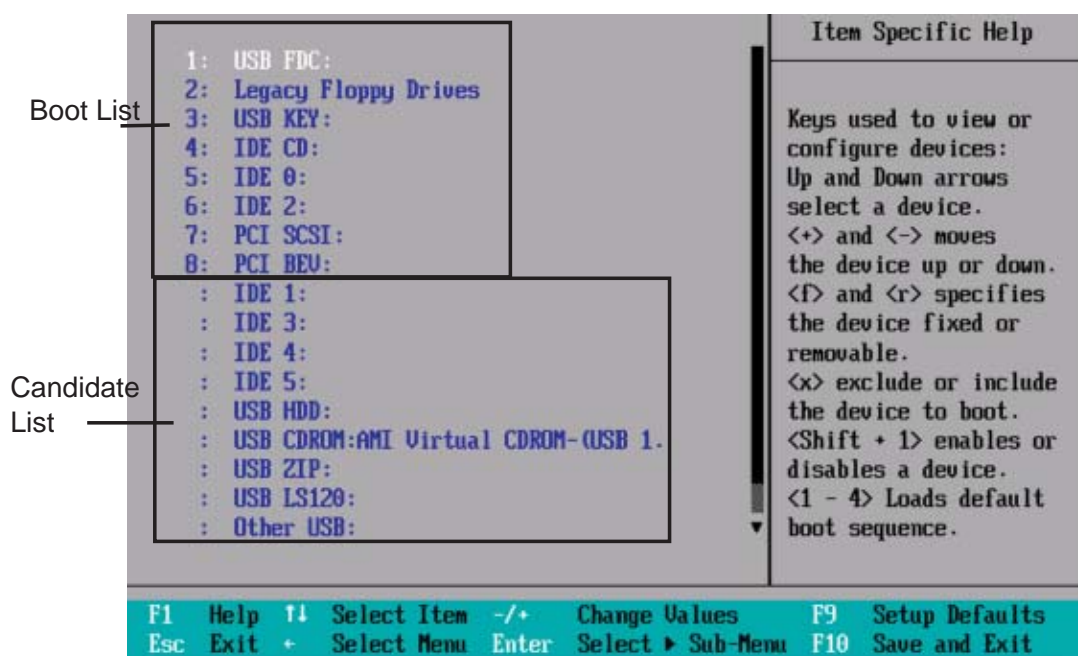 Boot List
1: USB FDC:
2: Legacy Floppy Drives
3: USB KEY:
4: IDE CD:
5: IDE 0:
6: IDE 2:
7: PCI SCSI:
8: PCI BEV:
Candidate
List
: IDE 1:
: IDE 3:
: IDE 4:
: IDE 5:
: USB HDD:
: USB CDROM:AMI Virtual CDROM-(USB 1.
: USB ZIP:
: USB LS120:
: Other USB:
Item Specific Help
Keys used to view or
configure devices:
Up and Down arrows
select a device.
<+> and <-> moves
the device up or down.
<f> and <r> specifies
the device fixed or
removable.
<x> exclude or include
the device to boot.
<Shift + 1> enables or
disables a device.
<1 - 4> Loads default
boot sequence.
F1 Help ↑↓ Select Item -/+ Change Values F9 Setup Defaults
Esc Exit ← Select Menu Enter Select ▶ Sub-Menu F10 Save and Exit